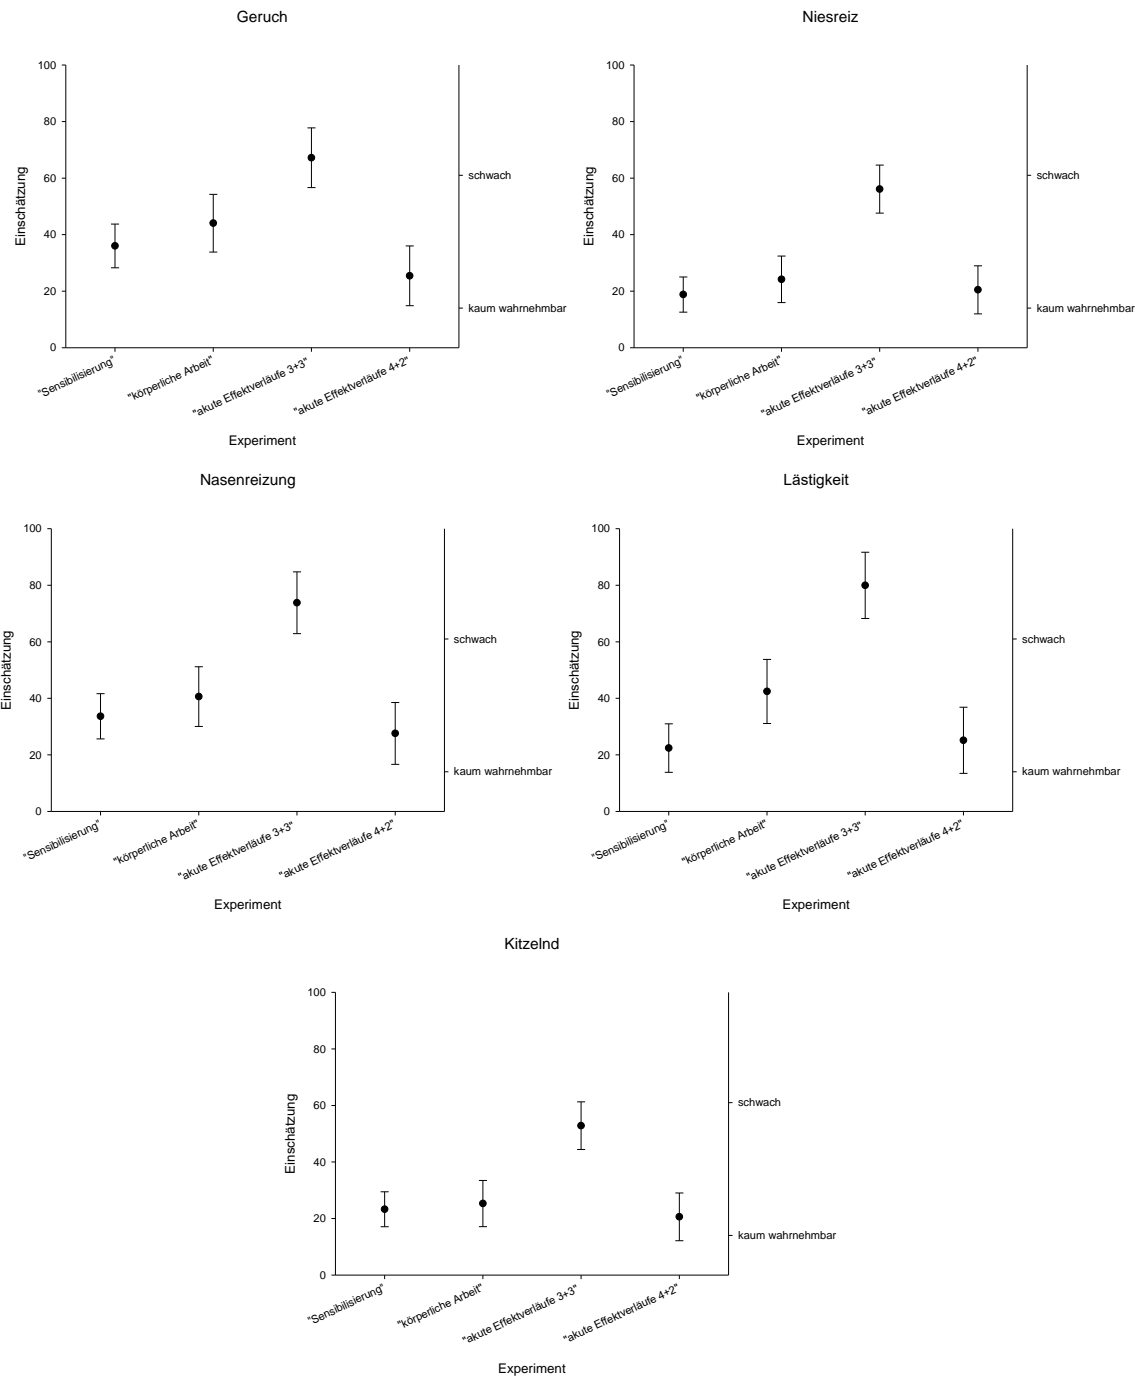 Geruch
Einschätzung
100
80
60
40
20
0
schwach
kaum wahrnehmbar
"Sensibilisierung"
"körperliche Arbeit"
"akute Effektverläufe 3+3"
"akute Effektverläufe 4+2"
Experiment
Niesreiz
Einschätzung
100
80
60
40
20
0
schwach
kaum wahrnehmbar
"Sensibilisierung"
"körperliche Arbeit"
"akute Effektverläufe 3+3"
"akute Effektverläufe 4+2"
Experiment
Nasenreizung
Einschätzung
100
80
60
40
20
0
schwach
kaum wahrnehmbar
"Sensibilisierung"
"körperliche Arbeit"
"akute Effektverläufe 3+3"
"akute Effektverläufe 4+2"
Experiment
Lästigkeit
Einschätzung
100
80
60
40
20
0
schwach
kaum wahrnehmbar
"Sensibilisierung"
"körperliche Arbeit"
"akute Effektverläufe 3+3"
"akute Effektverläufe 4+2"
Experiment
Kitzelnd
Einschätzung
100
80
60
40
20
0
schwach
kaum wahrnehmbar
"Sensibilisierung"
"körperliche Arbeit"
"akute Effektverläufe 3+3"
"akute Effektverläufe 4+2"
Experiment